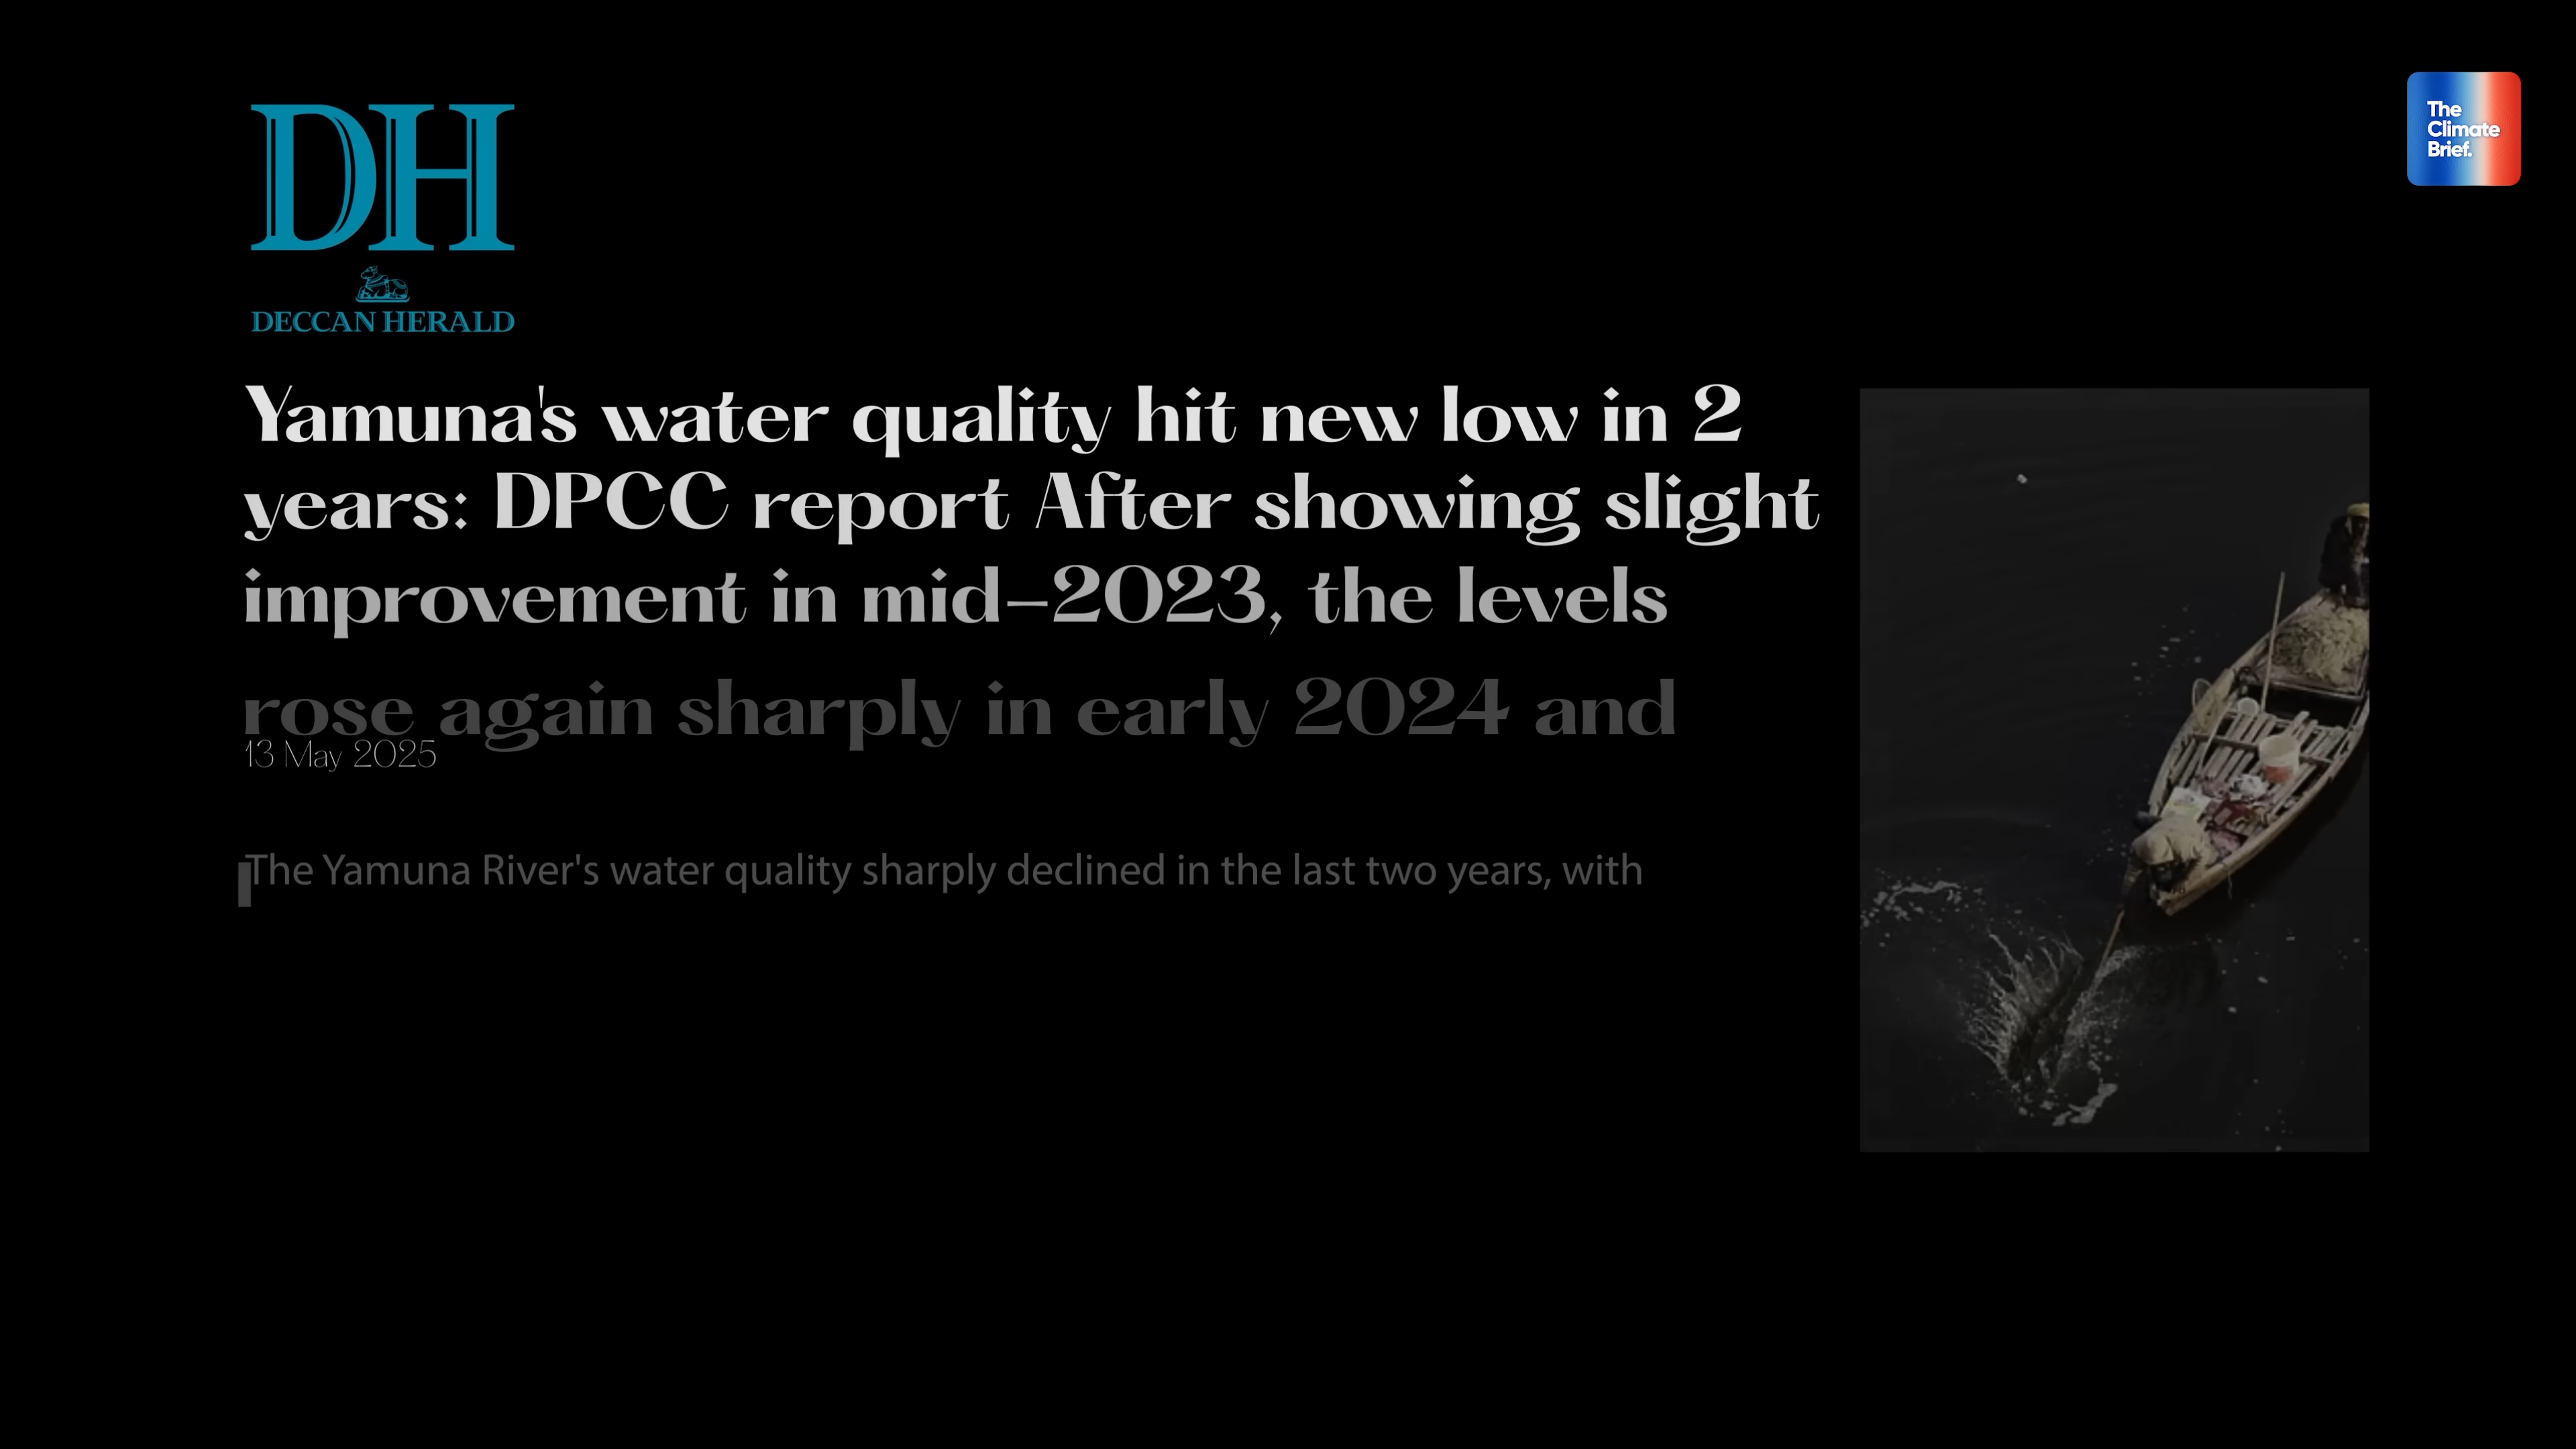 DH
DECCAN HERALD
The
Climate
Brief.
Yamuna's water quality hit new low in 2
years: DPCC report After showing slight
improvement in mid–2023, the levels
rose again sharply in early 2024 and
13 May 2025
The Yamuna River's water quality sharply declined in the last two years, with